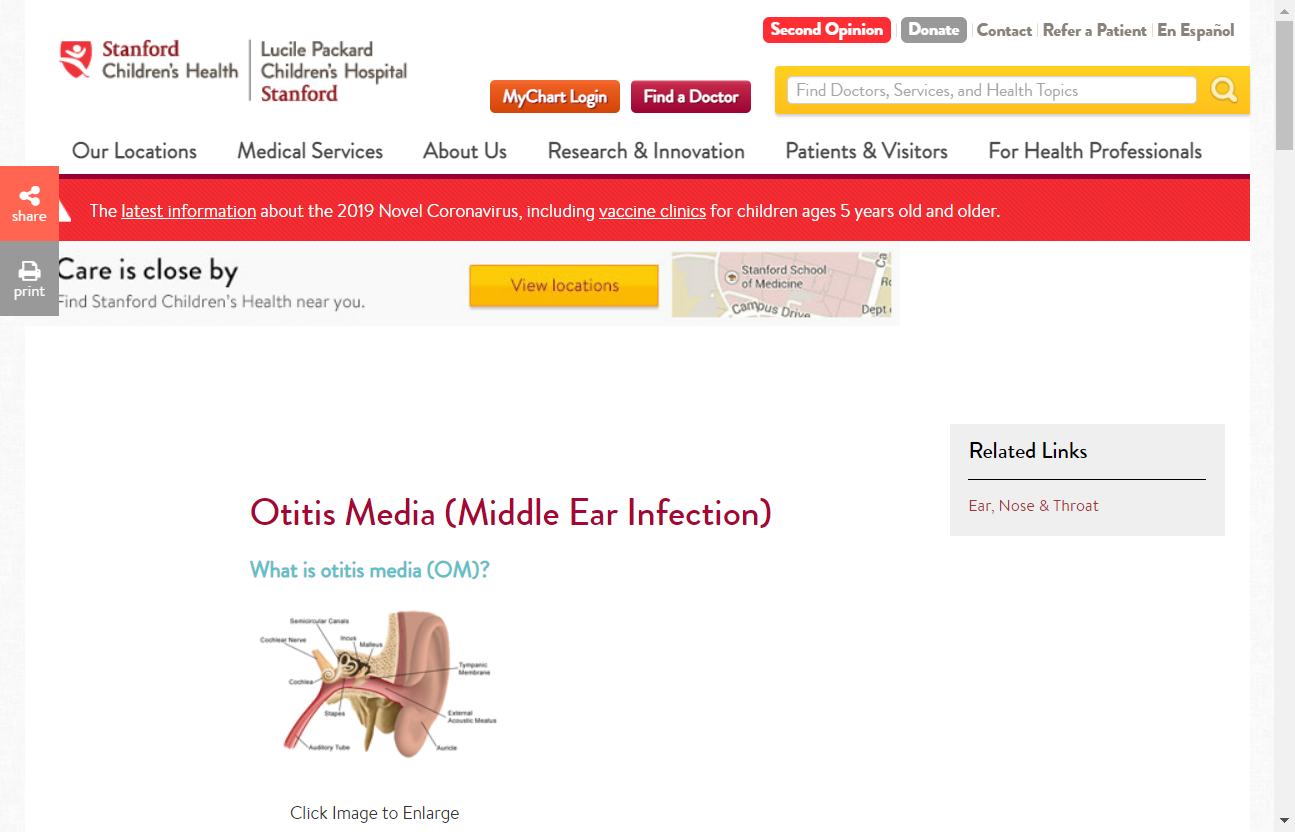 Second Opinion
Donate
Contact
Refer a Patient
En Español
Stanford
Children's Health
Lucile Packard
Children's Hospital
Stanford
MyChart Login
Find a Doctor
Find Doctors, Services, and Health Topics
Our Locations
Medical Services
About Us
Research & Innovation
Patients & Visitors
For Health Professionals
share
print
The latest information about the 2019 Novel Coronavirus, including vaccine clinics for children ages 5 years old and older.
Care is close by
Find Stanford Children's Health near you.
View locations
Stanford School
of Medicine
Campus Drive
Dept
Related Links
Ear, Nose & Throat
Otitis Media (Middle Ear Infection)
What is otitis media (OM)?
Semicircular Canals
Cochlear Nerve
Incus
Malleus
Tympanic
Membrane
Cochlea
Stapes
External
Acoustic Meatus
Auditory Tube
Auricle
Click Image to Enlarge